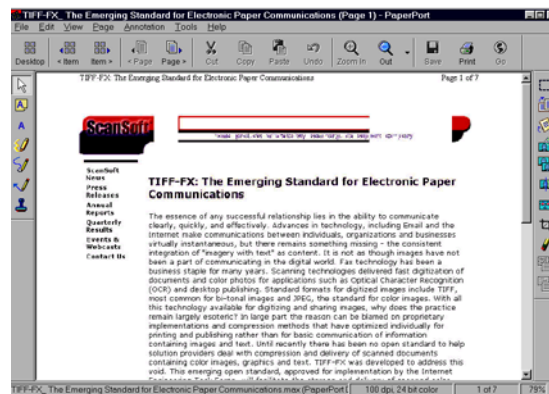 TIFF-FX_ The Emerging Standard for Electronic Paper Communications (Page 1) - PaperPort
File Edit View Page Annotation Tools Help
Desktop < Item Item > < Page Page > Cut Copy Paste Undo Zoom In Out Save Print Go
TIFF-FX: The Emerging Standard for Electronic Paper Communications Page 1 of 7
ScanSoft
ScanSoft
News
Press
Releases
Annual
Reports
Quarterly
Results
Events &
Webcasts
Contact Us
TIFF-FX: The Emerging Standard for Electronic Paper
Communications
The essence of any successful relationship lies in the ability to communicate
clearly, quickly, and effectively. Advances in technology, including Email and the
Internet make communications between individuals, organizations and businesses
virtually instantaneous, but there remains something missing - the consistent
integration of "imagery with text" as content. It is not as though images have not
been a part of communicating in the digital world. Fax technology has been a
business staple for many years. Scanning technologies delivered fast digitization of
documents and color photos for applications such as Optical Character Recognition
(OCR) and desktop publishing. Standard formats for digitized images include TIFF,
most common for bi-tonal images and JPEG, the standard for color images. With all
this technology available for digitizing and sharing images, why does the practice
remain largely esoteric? In large part the reason can be blamed on proprietary
implementations and compression methods that have optimized individually for
printing and publishing rather than for basic communication of information
containing images and text. Until recently there has been no open standard to help
solution providers deal with compression and delivery of scanned documents
containing color images, graphics and text. TIFF-FX was developed to address this
void. This emerging open standard, approved for implementation by the Internet
TIFF-FX_ The Emerging Standard for Electronic Paper Communications.max (PaperPort 100 dpi, 24 bit color 1 of 7 79%